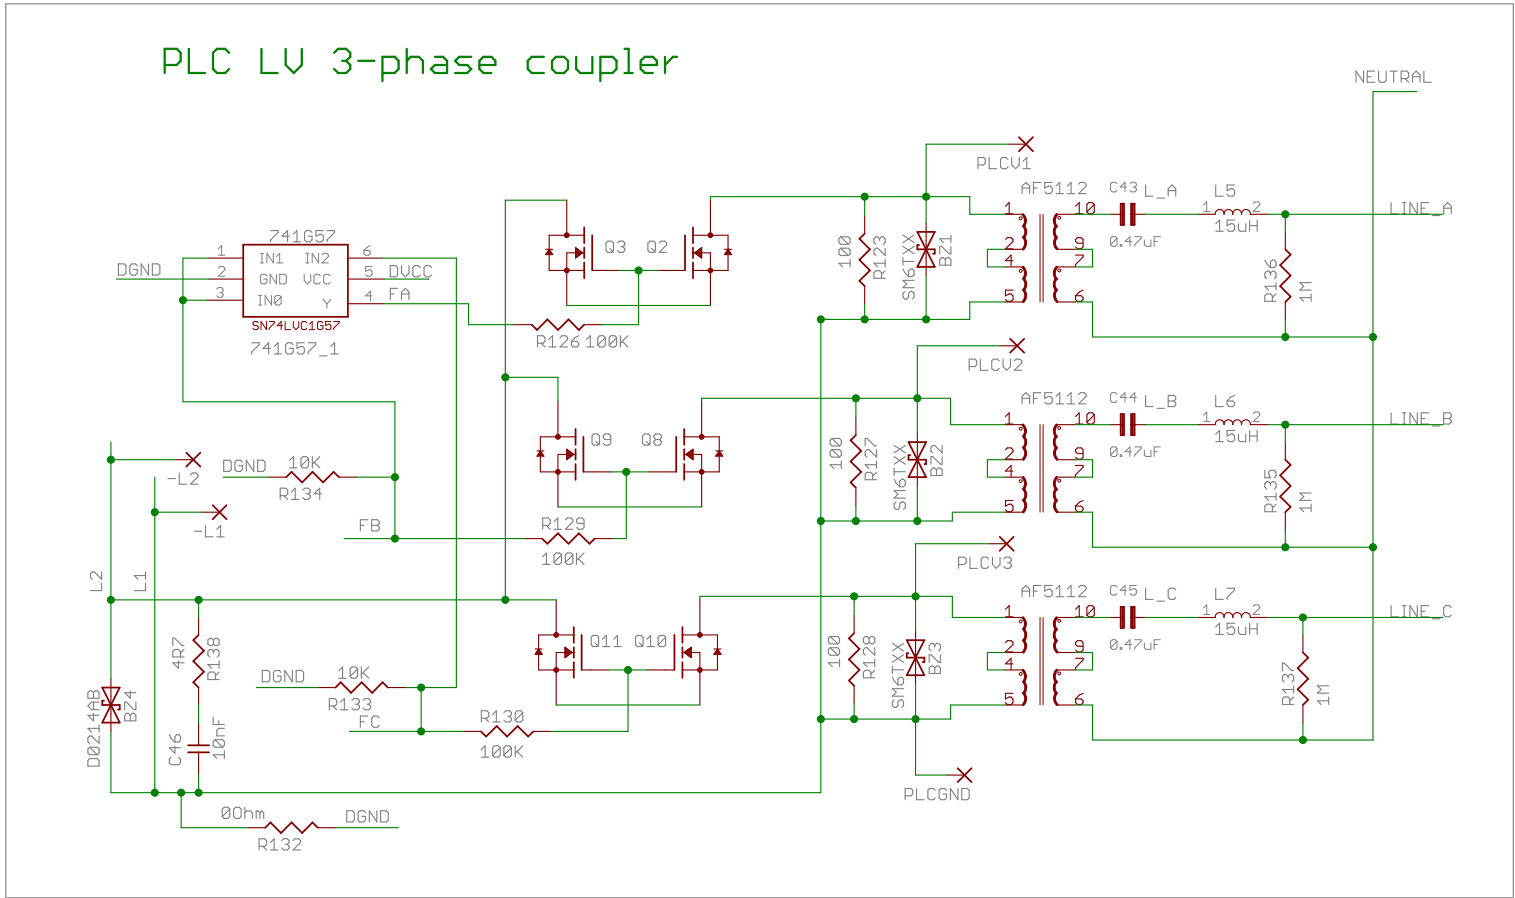 PLC LV 3-phase coupler
NEUTRAL
PLCV1
741G57
1 IN1 IN2 6
DGND 2 GND VCC 5 DVCC
3 IN0 Y 4 FA
SN74LVC1G57
741G57_1
Q3 Q2
R126 100K
100 R123
SM6TXX BZ1
AF5112
1 10
2 9
4 7
5 6
C43 L_A
0.47uF
L5
1 2
15uH
LINE_A
R136 1M
PLCV2
Q9 Q8
R129
100K
100 R127
SM6TXX BZ2
AF5112
1 10
2 9
4 7
5 6
C44 L_B
0.47uF
L6
1 2
15uH
LINE_B
R135 1M
-L2
DGND 10K
R134
-L1
FB
L2 L1
PLCV3
Q11 Q10
100 R128
SM6TXX BZ3
AF5112
1 10
2 9
4 7
5 6
C45 L_C
0.47uF
L7
1 2
15uH
LINE_C
R137 1M
4R7 R138
DGND 10K
R133
FC
R130
100K
D0214AB BZ4
C46 10nF
PLCGND
0Ohm DGND
R132